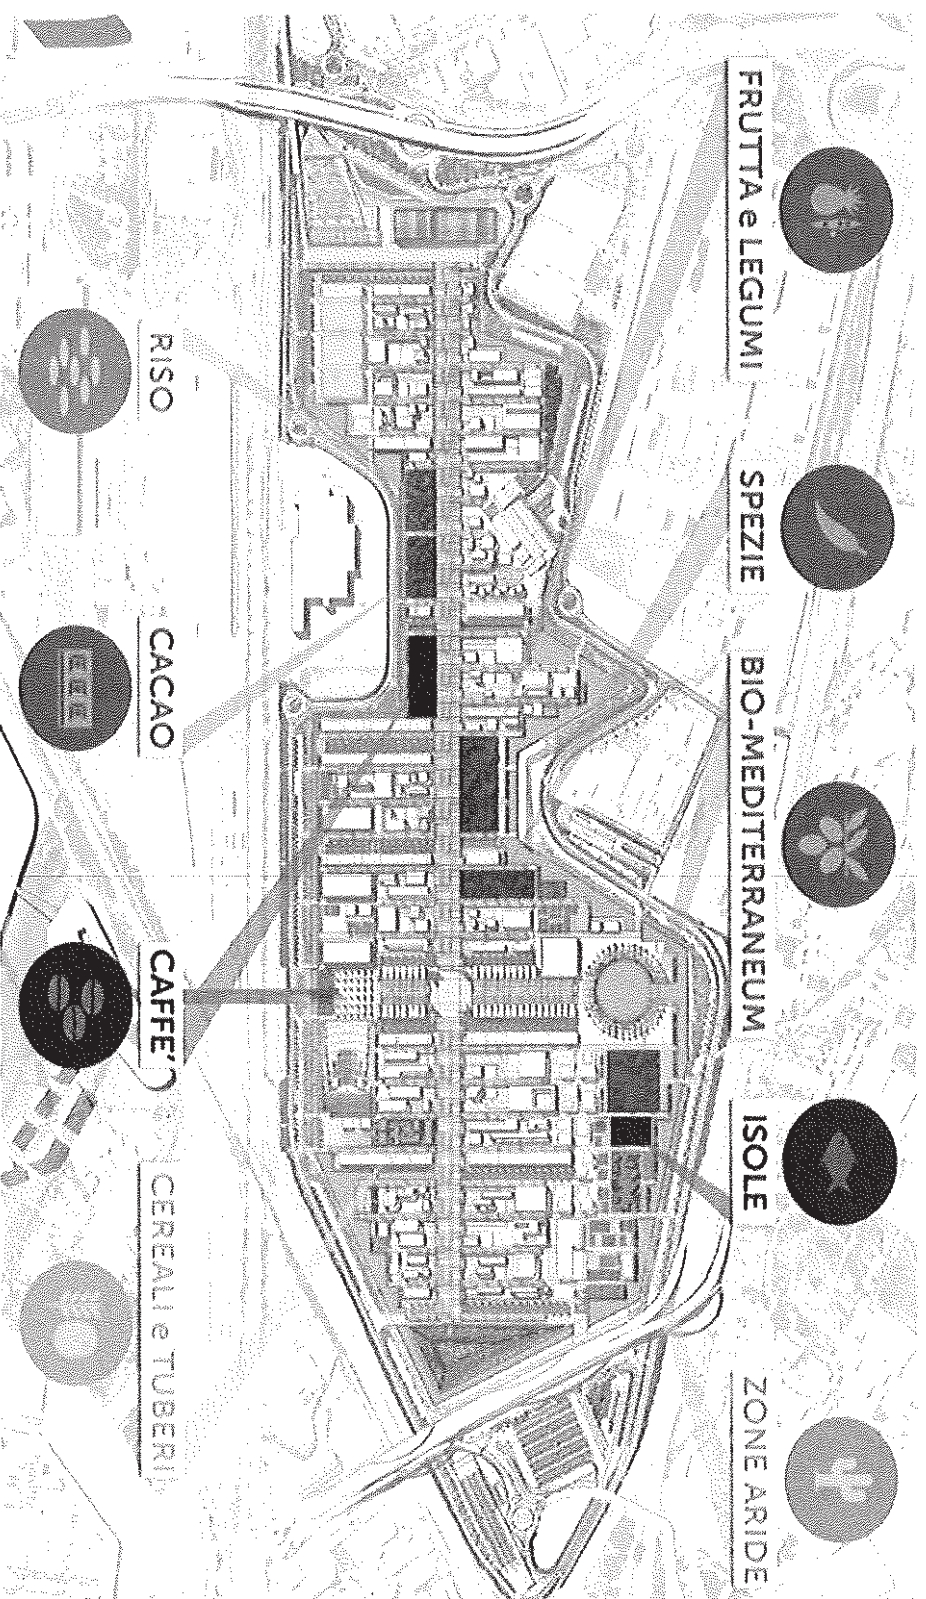 FRUTTA e LEGUMI
SPEZIE
BIO-MEDITERRANEUM
ISOLE
ZONE ARIDE
RISO
CACAO
CAFFE'
CEREALI e TUBERI